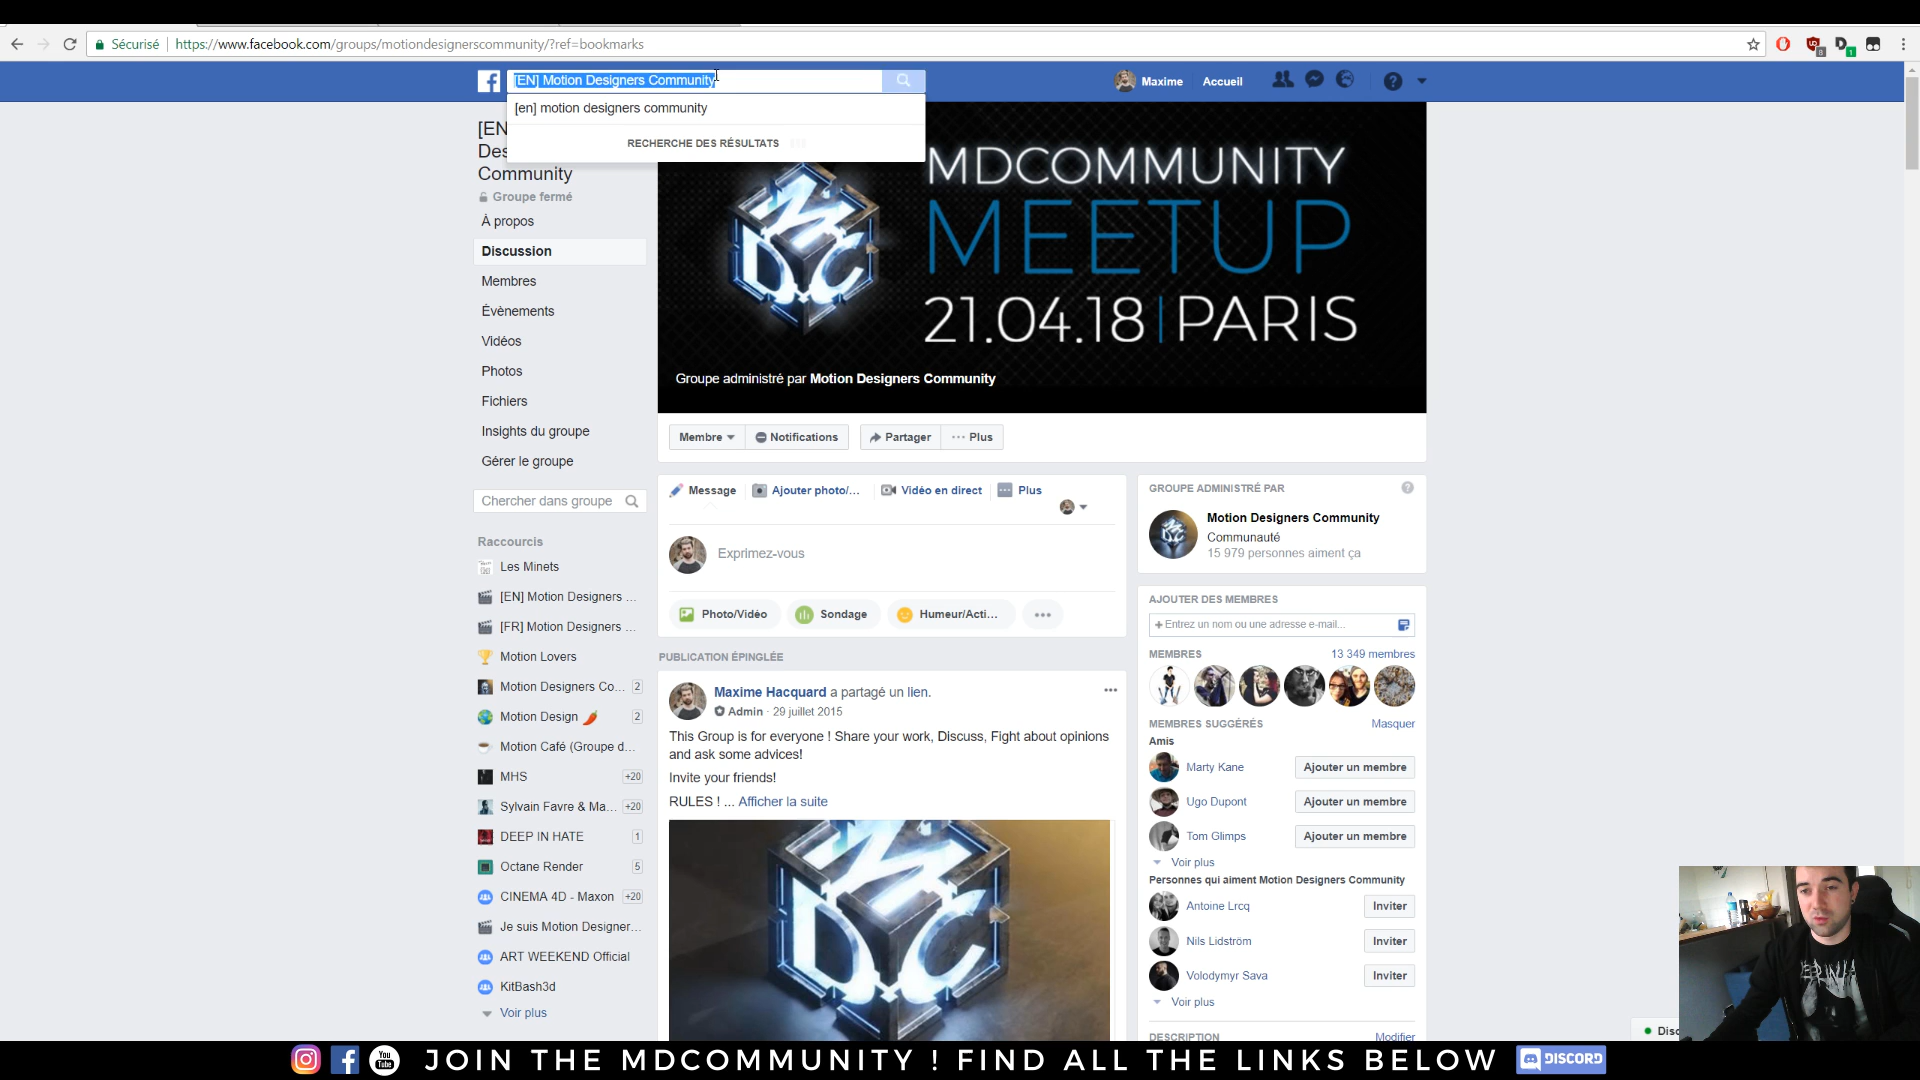 Sécurisé
https://www.facebook.com/groups/motiondesignerscommunity/?ref=bookmarks
[EN] Motion Designers Community
Maxime
Accueil
[en] motion designers community
RECHERCHE DES RÉSULTATS
Community
Groupe fermé
À propos
Discussion
Membres
Évènements
Vidéos
Photos
Fichiers
Insights du groupe
Gérer le groupe
Chercher dans groupe
Raccourcis
Les Minets
[EN] Motion Designers ...
[FR] Motion Designers ...
Motion Lovers
Motion Designers Co... 2
Motion Design 2
Motion Café (Groupe d...
MHS +20
Sylvain Favre & Ma... +20
DEEP IN HATE 1
Octane Render 5
CINEMA 4D - Maxon +20
Je suis Motion Designer...
ART WEEKEND Official
KitBash3d
Voir plus
MDCOMMUNITY
MEETUP
21.04.18 | PARIS
MDC
Groupe administré par Motion Designers Community
Membre
Notifications
Partager
Plus
Message
Ajouter photo/...
Vidéo en direct
Plus
Exprimez-vous
Photo/Vidéo
Sondage
Humeur/Acti...
PUBLICATION ÉPINGLÉE
Maxime Hacquard a partagé un lien.
Admin · 29 juillet 2015
This Group is for everyone ! Share your work, Discuss, Fight about opinions
and ask some advices!
Invite your friends!
RULES ! ... Afficher la suite
MDC
GROUPE ADMINISTRÉ PAR
Motion Designers Community
Communauté
15 979 personnes aiment ça
AJOUTER DES MEMBRES
+ Entrez un nom ou une adresse e-mail...
MEMBRES
13 349 membres
MEMBRES SUGGÉRÉS
Masquer
Amis
Marty Kane
Ajouter un membre
Ugo Dupont
Ajouter un membre
Tom Glimps
Ajouter un membre
Voir plus
Personnes qui aiment Motion Designers Community
Antoine Lrcq
Inviter
Nils Lidström
Inviter
Volodymyr Sava
Inviter
Voir plus
DESCRIPTION
Modifier
Disc
You Tube
JOIN THE MDCOMMUNITY ! FIND ALL THE LINKS BELOW
DISCORD